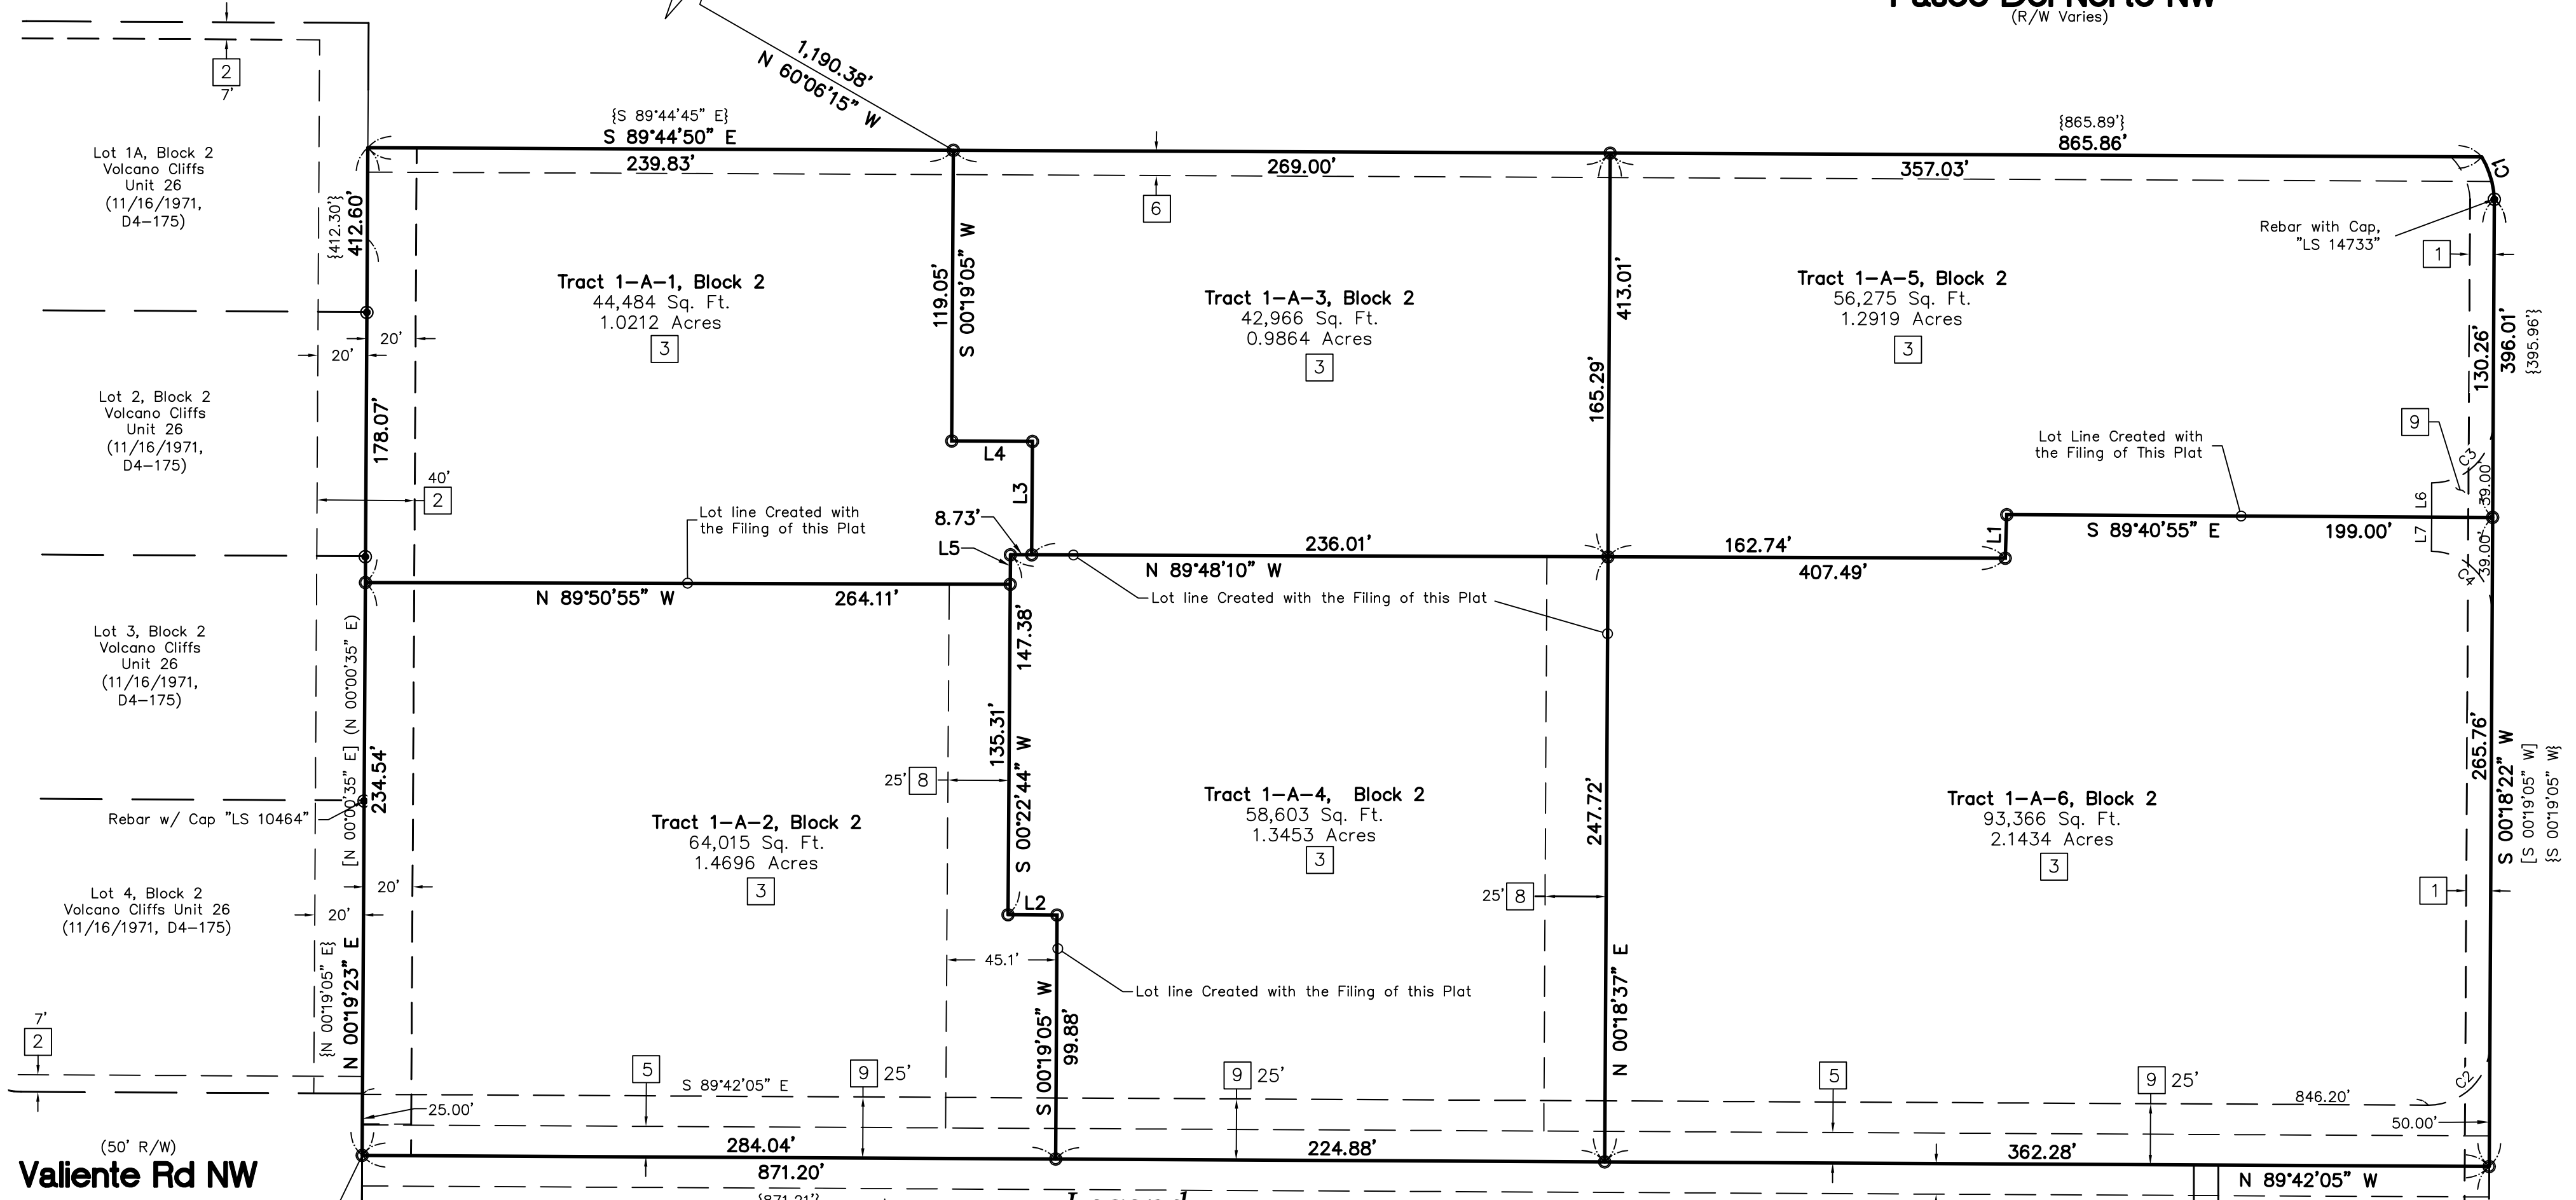 Paseo Del Norte NW
(R/W Varies)
1,190.38'
N 60°06'15" W
2
7'
{S 89°44'45" E}
S 89°44'50" E
239.83'
269.00'
{865.89'}
865.86'
357.03'
C1
6
Lot 1A, Block 2
Volcano Cliffs
Unit 26
(11/16/1971,
D4-175)
{412.30'}
412.60'
119.05'
S 00°19'05" W
Tract 1-A-1, Block 2
44,484 Sq. Ft.
1.0212 Acres
3
Tract 1-A-3, Block 2
42,966 Sq. Ft.
0.9864 Acres
3
413.01'
165.29'
Tract 1-A-5, Block 2
56,275 Sq. Ft.
1.2919 Acres
3
Rebar with Cap,
"LS 14733"
1
130.26'
396.01'
{395.96'}
20'
20'
Lot 2, Block 2
Volcano Cliffs
Unit 26
(11/16/1971,
D4-175)
178.07'
40'
2
L4
L3
9
Lot Line Created with
the Filing of This Plat
C3
39.00'
L6
L7
39.00'
C4
Lot line Created with
the Filing of this Plat
8.73'
L5
236.01'
N 89°48'10" W
162.74'
407.49'
L1
S 89°40'55" E
199.00'
N 89°50'55" W
264.11'
Lot line Created with the Filing of this Plat
Lot 3, Block 2
Volcano Cliffs
Unit 26
(11/16/1971,
D4-175)
[N 00°00'35" E] (N 00°00'35" E)
234.54'
147.38'
135.31'
S 00°22'44" W
25'
8
Tract 1-A-2, Block 2
64,015 Sq. Ft.
1.4696 Acres
3
Tract 1-A-4, Block 2
58,603 Sq. Ft.
1.3453 Acres
3
247.72'
25'
8
Tract 1-A-6, Block 2
93,366 Sq. Ft.
2.1434 Acres
3
265.76'
S 00°18'22" W
[S 00°19'05" W]
{S 00°19'05" W}
1
Rebar w/ Cap "LS 10464"
Lot 4, Block 2
Volcano Cliffs Unit 26
(11/16/1971, D4-175)
20'
20'
{N 00°19'05" E}
N 00°19'23" E
L2
45.1'
Lot line Created with the Filing of this Plat
S 00°19'05" W
99.88'
N 00°18'37" E
7'
2
5
S 89°42'05" E
9
25'
9
25'
5
9
25'
C2
846.20'
25.00'
50.00'
(50' R/W)
Valiente Rd NW
284.04'
871.20'
{871.21'}
224.88'
362.28'
N 89°42'05" W
Legend